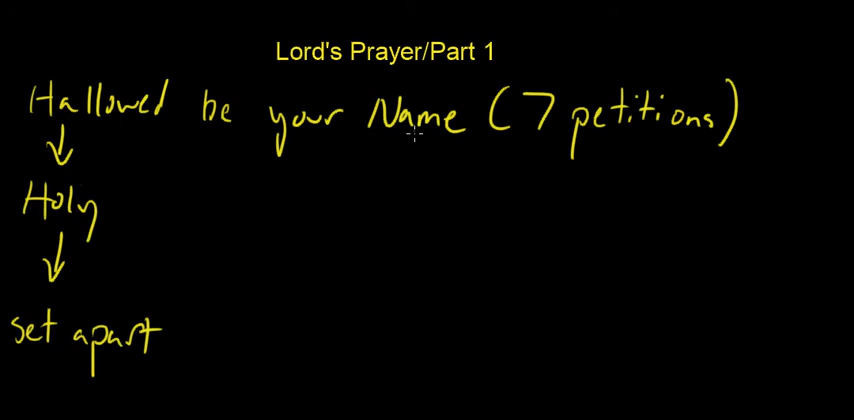 Lord's Prayer/Part 1
Hallowed be your Name (7 petitions)
Holy
set apart